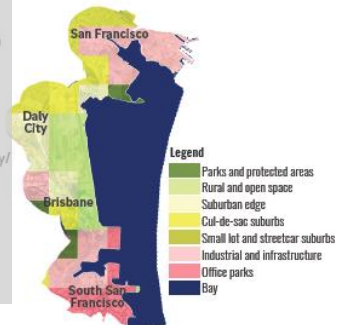 San Francisco
Daly
City
Brisbane
South San
Francisco
Legend
Parks and protected areas
Rural and open space
Suburban edge
Cul-de-sac suburbs
Small lot and streetcar suburbs
Industrial and infrastructure
Office parks
Bay